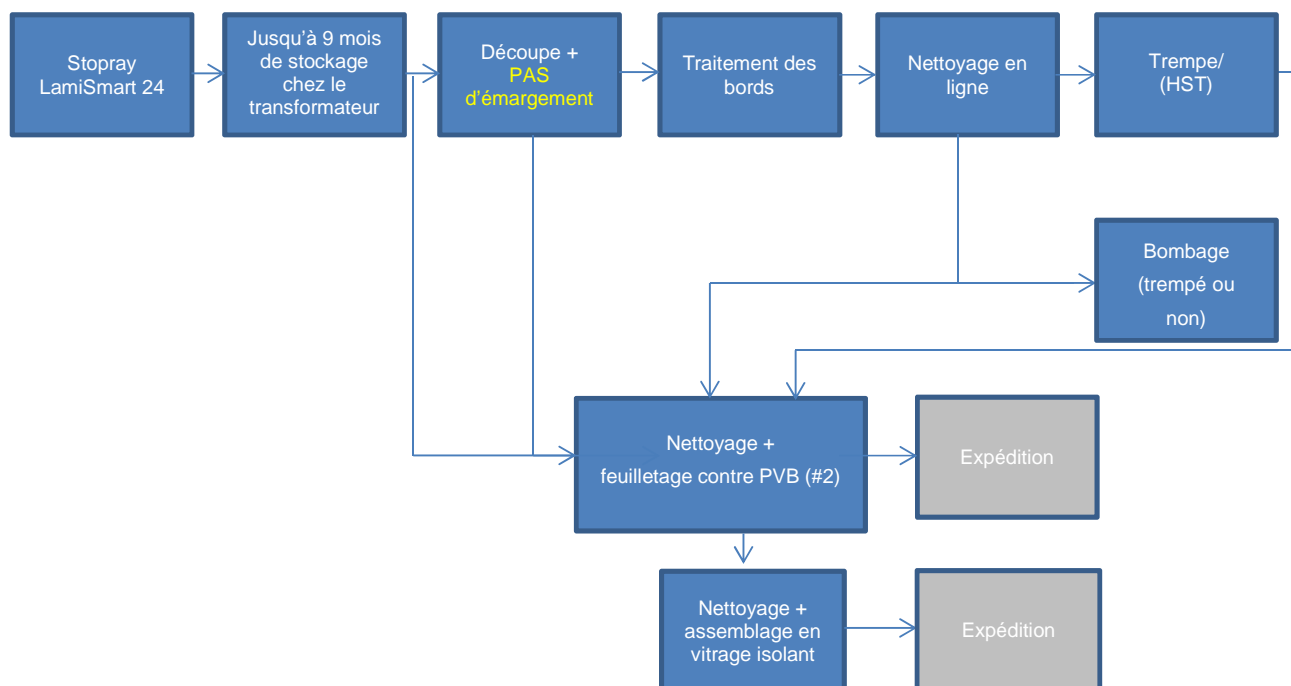 Stopray
LamiSmart 24
Jusqu'à 9 mois
de stockage
chez le
transformateur
Découpe +
PAS
d'émargement
Traitement des
bords
Nettoyage en
ligne
Trempe/
(HST)
Bombage
(trempé ou
non)
Nettoyage +
feuilletage contre PVB (#2)
Expédition
Nettoyage +
assemblage en
vitrage isolant
Expédition